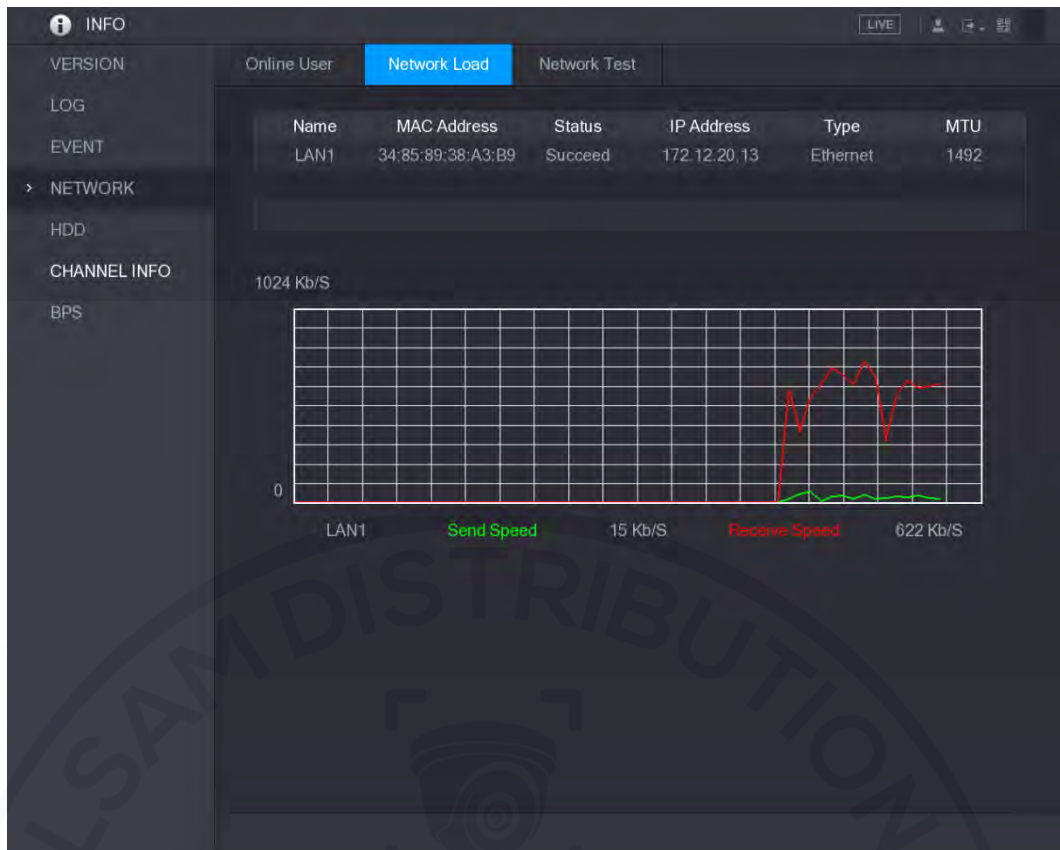 INFO
LIVE
VERSION
LOG
EVENT
NETWORK
HDD
CHANNEL INFO
BPS
Online User Network Load Network Test
Name MAC Address Status IP Address Type MTU
LAN1 34:85:89:38:A3:B9 Succeed 172.12.20.13 Ethernet 1492
1024 Kb/S
0
LAN1 Send Speed 15 Kb/S Receive Speed 622 Kb/S
SAM DISTRIBUTION